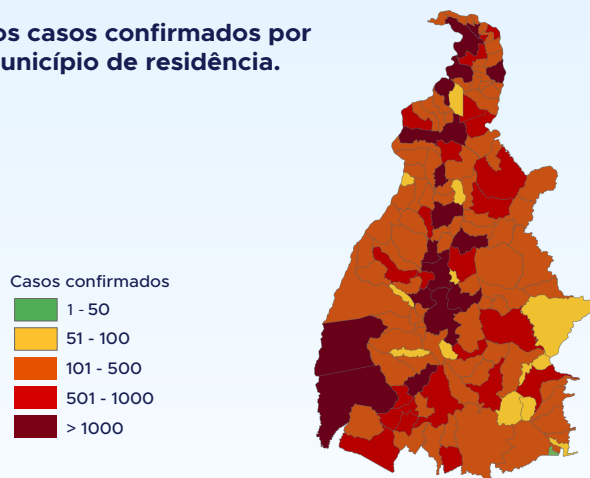 os casos confirmados por
unicípio de residência.
Casos confirmados
1 - 50
51 - 100
101 - 500
501 - 1000
> 1000